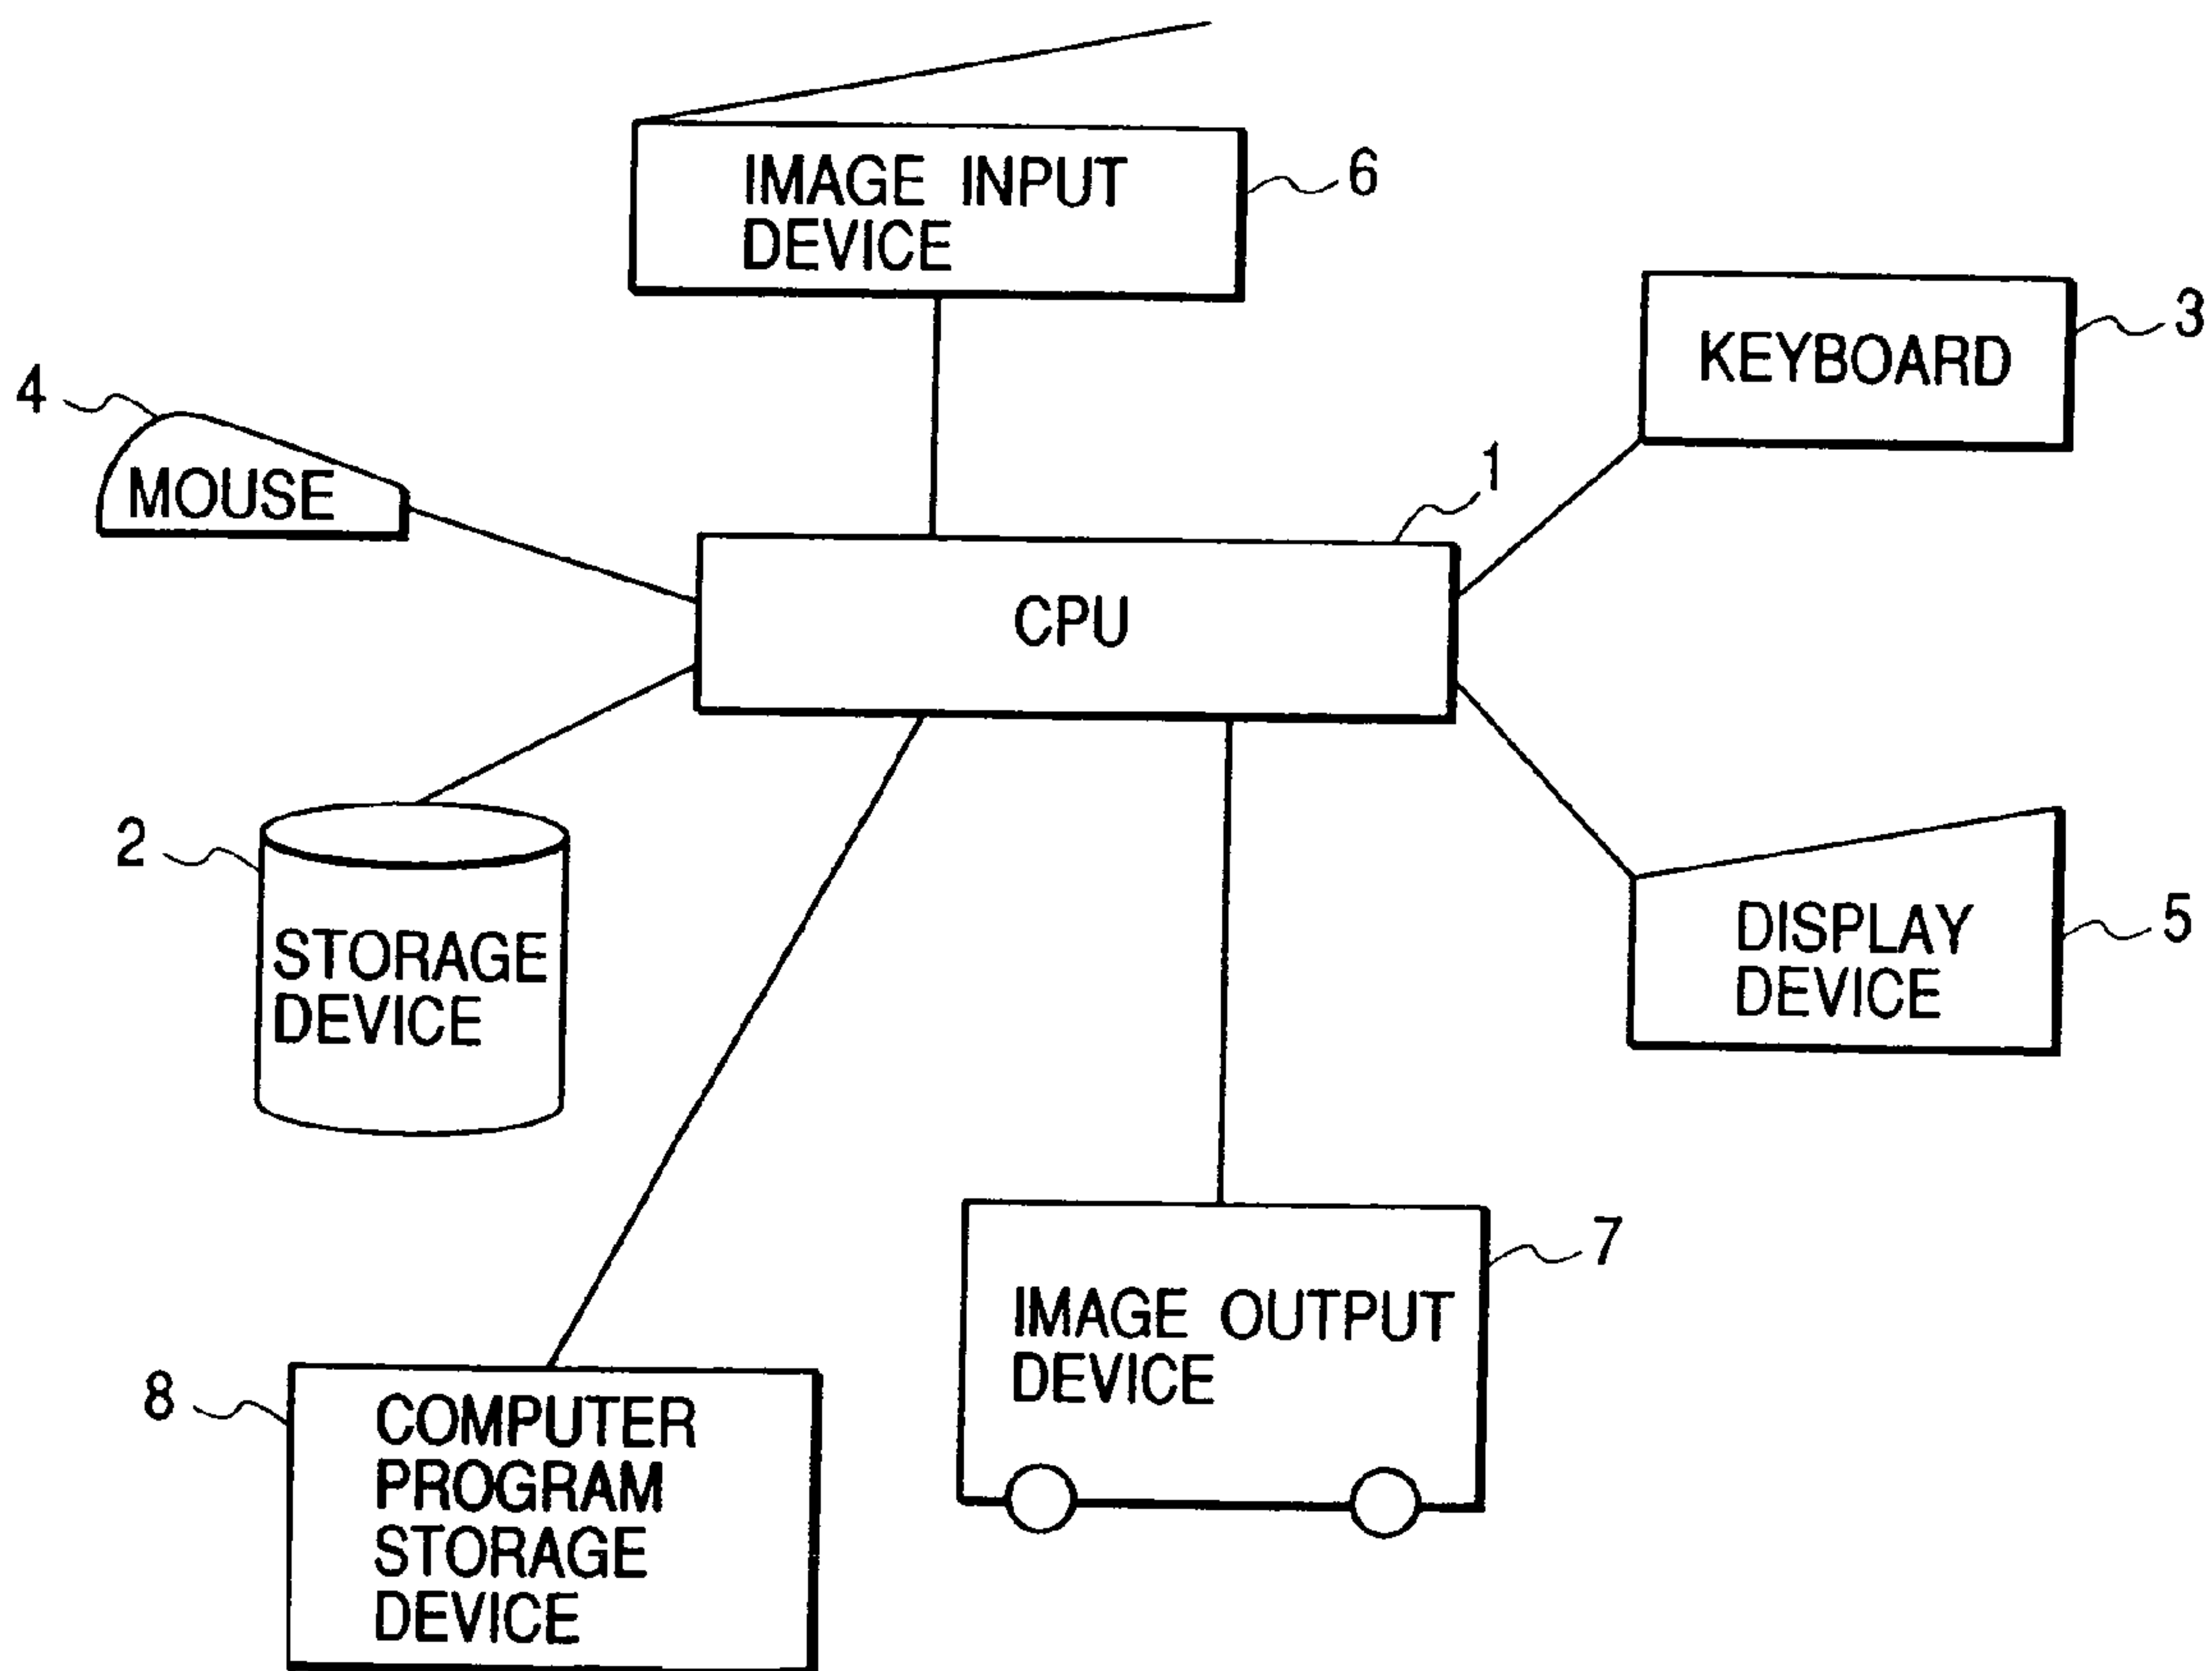 IMAGE INPUT
DEVICE
6
KEYBOARD
3
4
MOUSE
1
CPU
2
STORAGE
DEVICE
DISPLAY
DEVICE
5
IMAGE OUTPUT
DEVICE
7
8
COMPUTER
PROGRAM
STORAGE
DEVICE